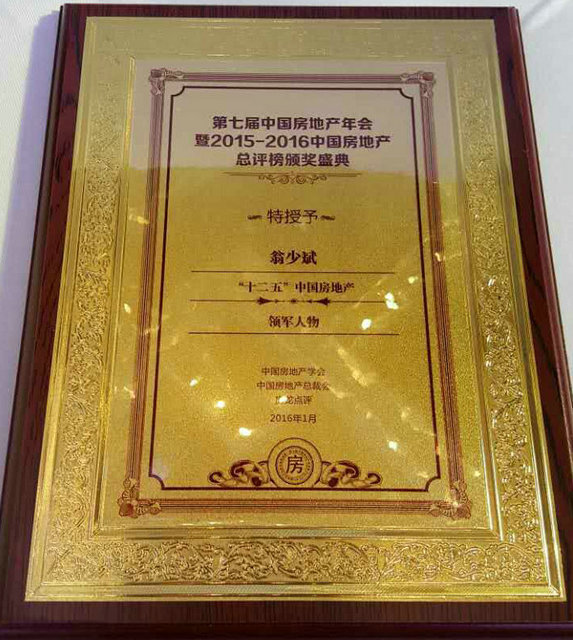 第七届中国房地产年会
暨2015-2016中国房地产
总评榜颁奖盛典
特授予
翁少斌
“十二五”中国房地产
领军人物
中国房地产学会
中国房地产总裁会
点评
2016年1月
房